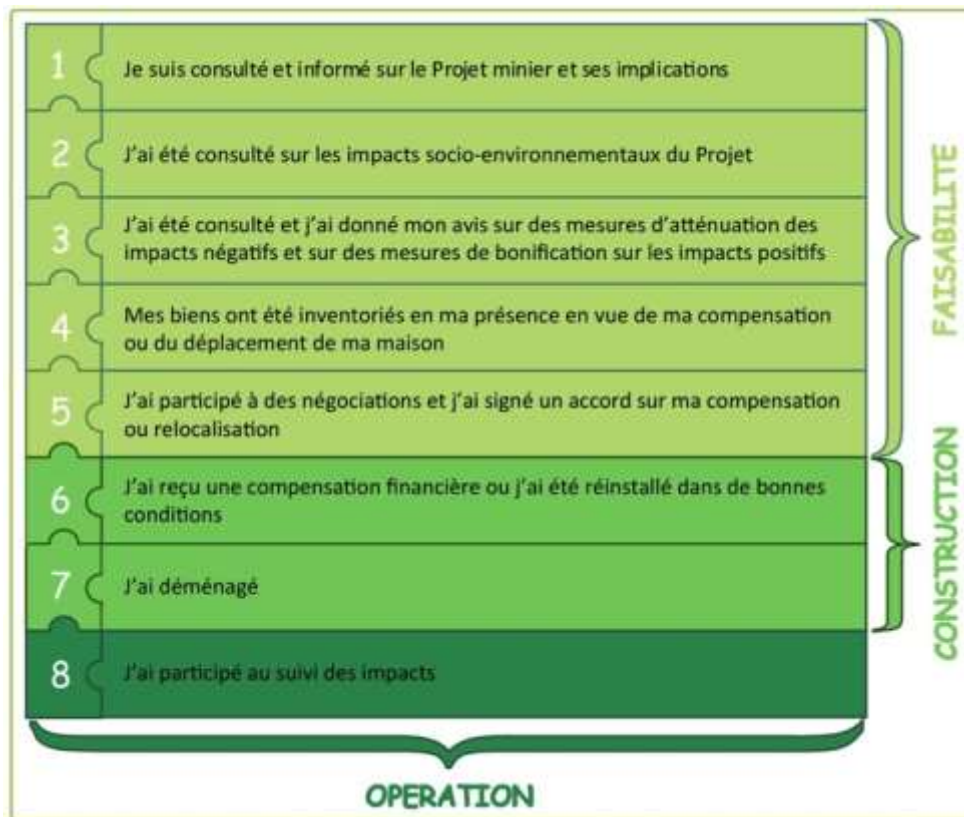 1
Je suis consulté et informé sur le Projet minier et ses implications
2
J'ai été consulté sur les impacts socio-environnementaux du Projet
3
J'ai été consulté et j'ai donné mon avis sur des mesures d'atténuation des
impacts négatifs et sur des mesures de bonification sur les impacts positifs
4
Mes biens ont été inventoriés en ma présence en vue de ma compensation
ou du déplacement de ma maison
5
J'ai participé à des négociations et j'ai signé un accord sur ma compensation
ou relocalisation
FAISABILITE
6
J'ai reçu une compensation financière ou j'ai été réinstallé dans de bonnes
conditions
7
J'ai déménagé
CONSTRUCTION
8
J'ai participé au suivi des impacts
OPERATION